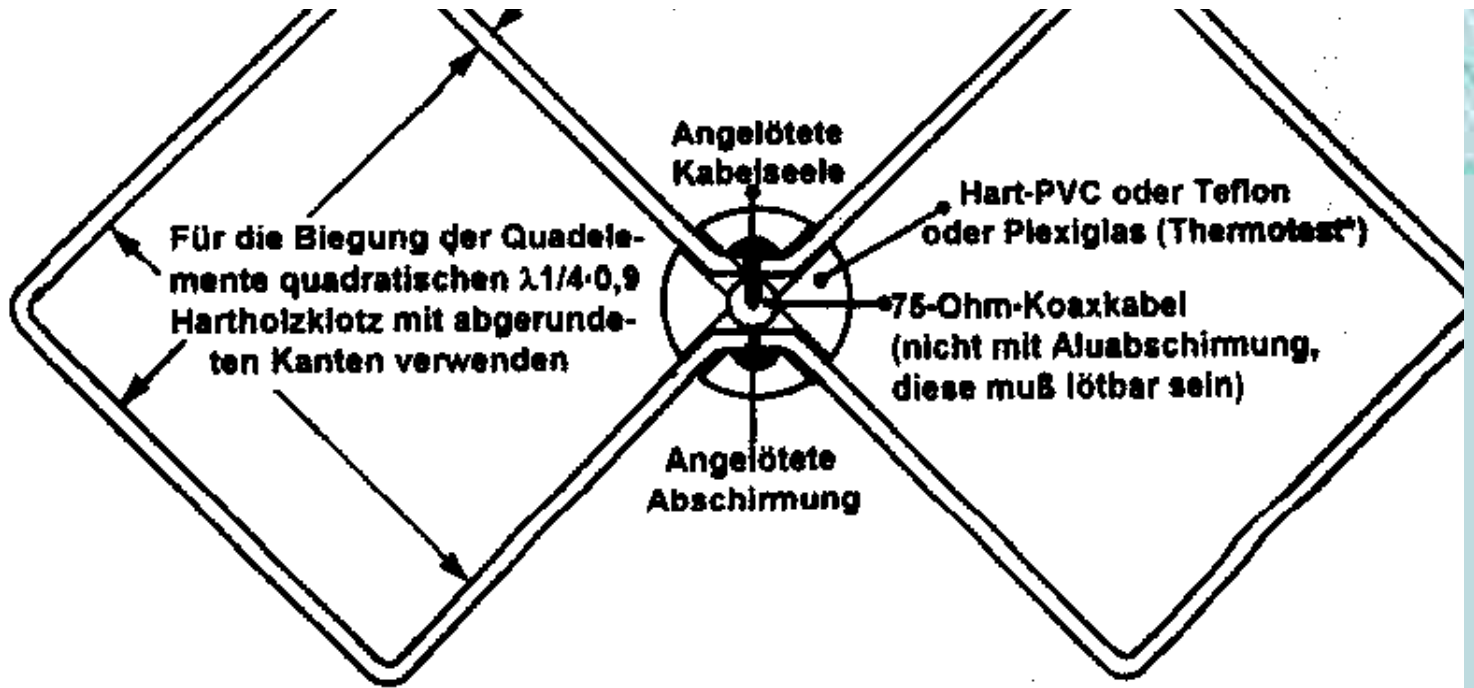 Angelötete
Kabelseele
Hart-PVC oder Teflon
oder Plexiglas (Thermotest*)
Für die Biegung der Quadele-
mente quadratischen λ1/4·0,9
Hartholzklotz mit abgerunde-
ten Kanten verwenden
75-Ohm-Koaxkabel
(nicht mit Aluabschirmung,
diese muß lötbar sein)
Angelötete
Abschirmung